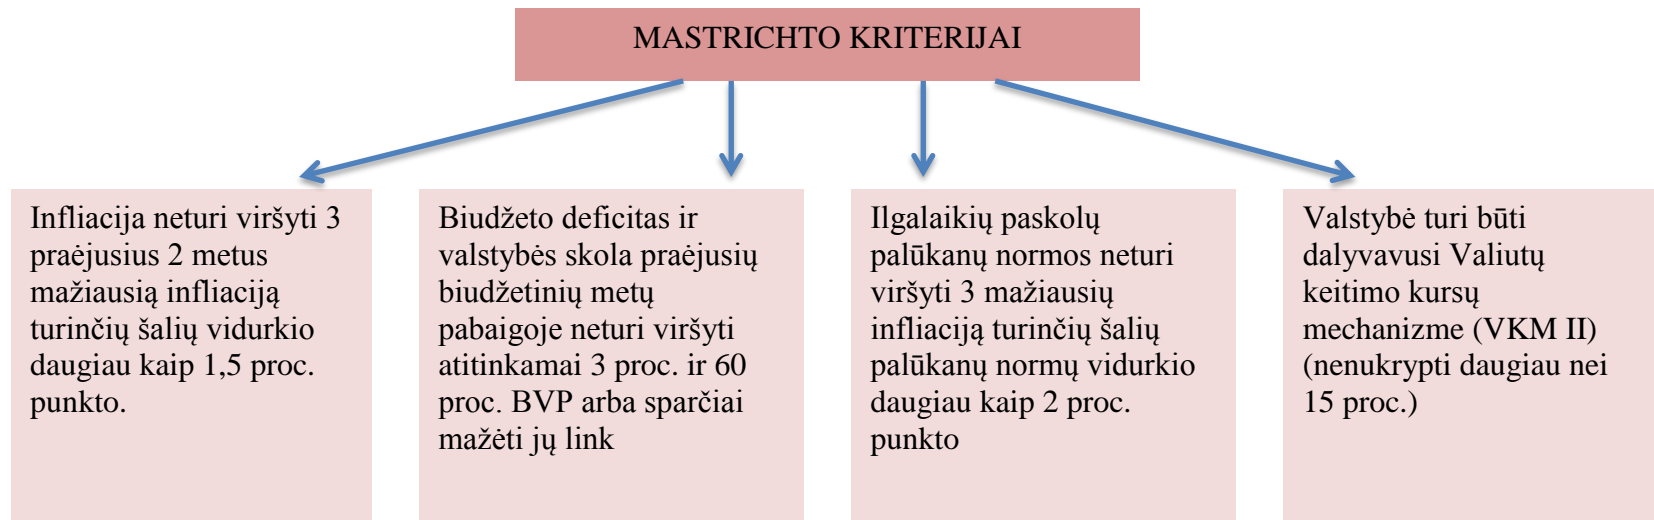 MASTRICHTO KRITERIJAI
Infliacija neturi viršyti 3
praėjusius 2 metus
mažiausią infliaciją
turinčių šalių vidurkio
daugiau kaip 1,5 proc.
punkto.
Biudžeto deficitas ir
valstybės skola praėjusių
biudžetinių metų
pabaigoje neturi viršyti
atitinkamai 3 proc. ir 60
proc. BVP arba sparčiai
mažėti jų link
Ilgalaikių paskolų
palūkanų normos neturi
viršyti 3 mažiausių
infliaciją turinčių šalių
palūkanų normų vidurkio
daugiau kaip 2 proc.
punkto
Valstybė turi būti
dalyvavusi Valiutų
keitimo kursų
mechanizme (VKM II)
(nenukrypti daugiau nei
15 proc.)